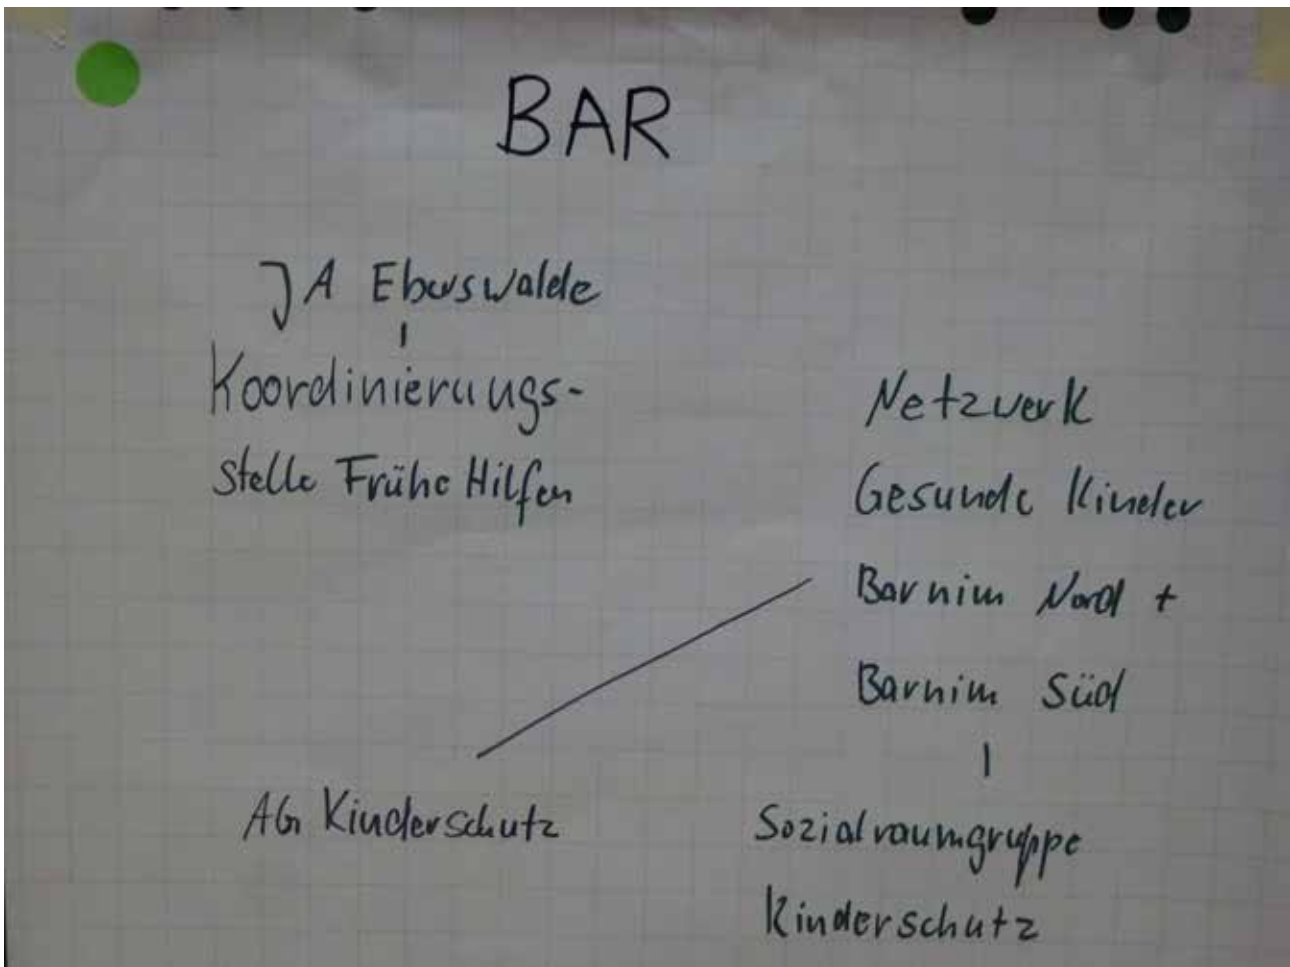 BAR
JA Eberswalde
Koordinierungs-
stelle Frühe Hilfen
Netzwerk
Gesunde Kinder
Barnim Nord +
Barnim Süd
AG Kinderschutz
Sozialraumgruppe
Kinderschutz